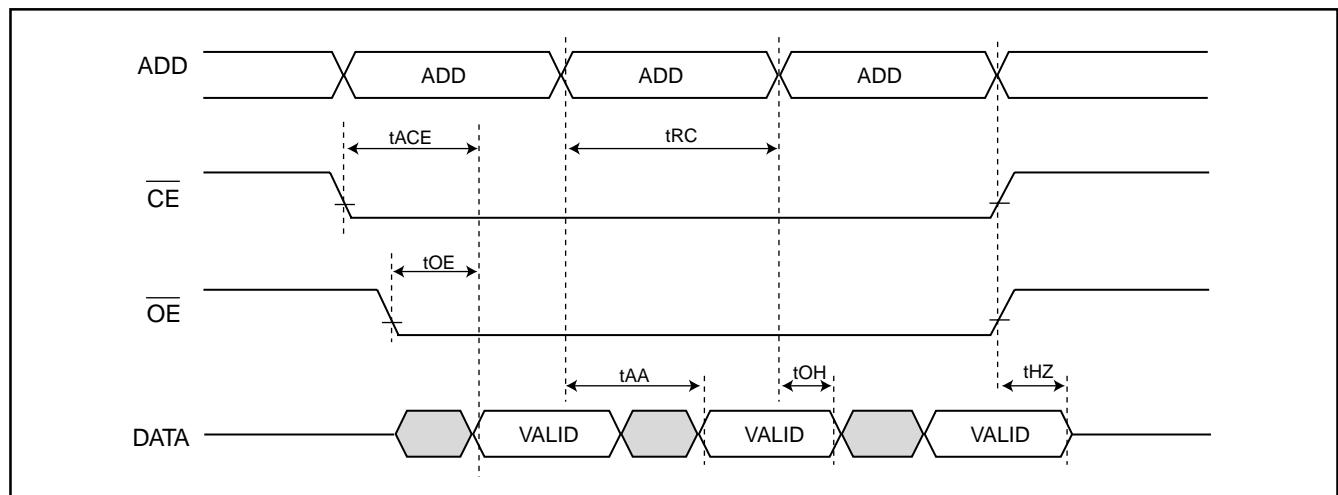 ADD
ADD
ADD
ADD
tACE
tRC
CE
tOE
OE
tAA
tOH
tHZ
DATA
VALID
VALID
VALID